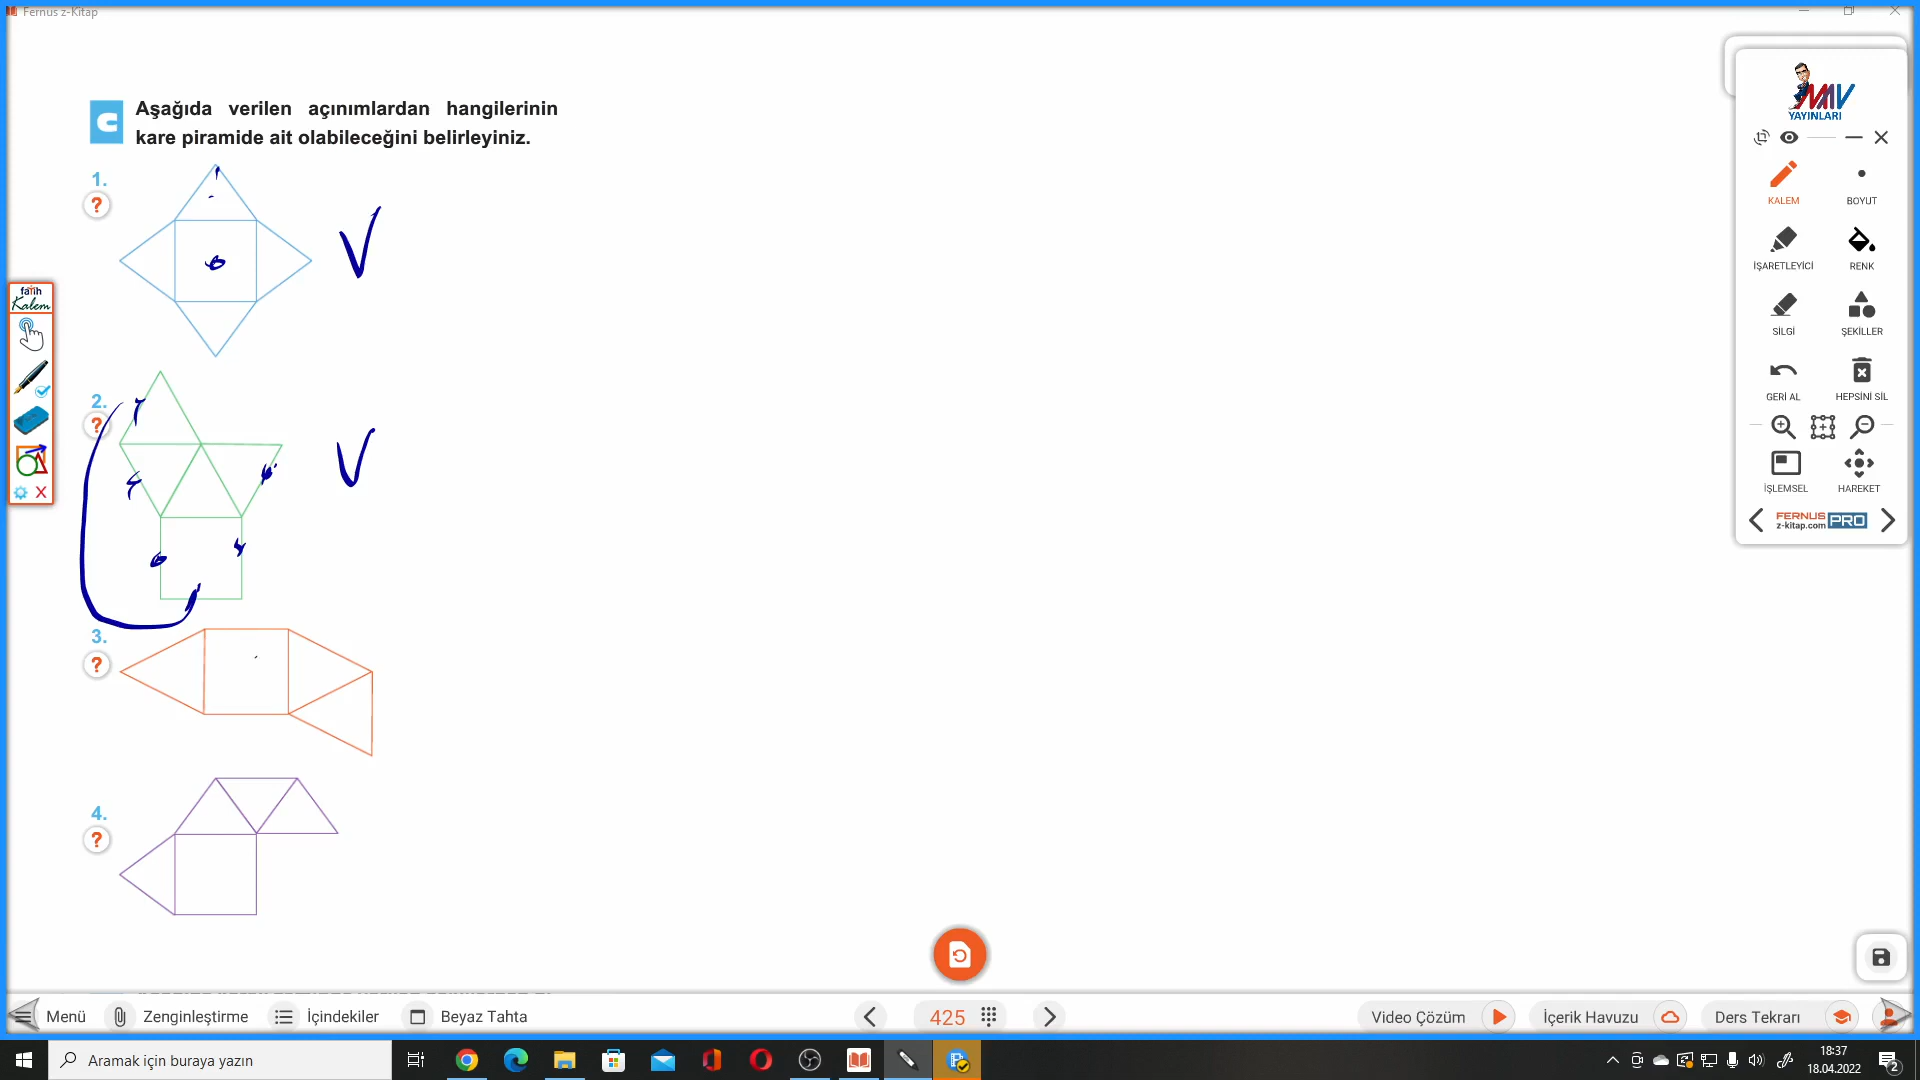 Fernus z-Kitap
C
Aşağıda verilen açınımlardan hangilerinin
kare piramide ait olabileceğini belirleyiniz.
1.
?
2.
?
3.
?
4.
?
fatih
Kalem
X
MAV
YAYINLARI
KALEM
BOYUT
İŞARETLEYİCİ
RENK
SİLGİ
ŞEKİLLER
GERİ AL
HEPSİNİ SİL
İŞLEMSEL
HAREKET
FERNUS
z-kitap.com PRO
Menü
Zenginleştirme
İçindekiler
Beyaz Tahta
425
Video Çözüm
İçerik Havuzu
Ders Tekrarı
Aramak için buraya yazın
18:37
18.04.2022
2